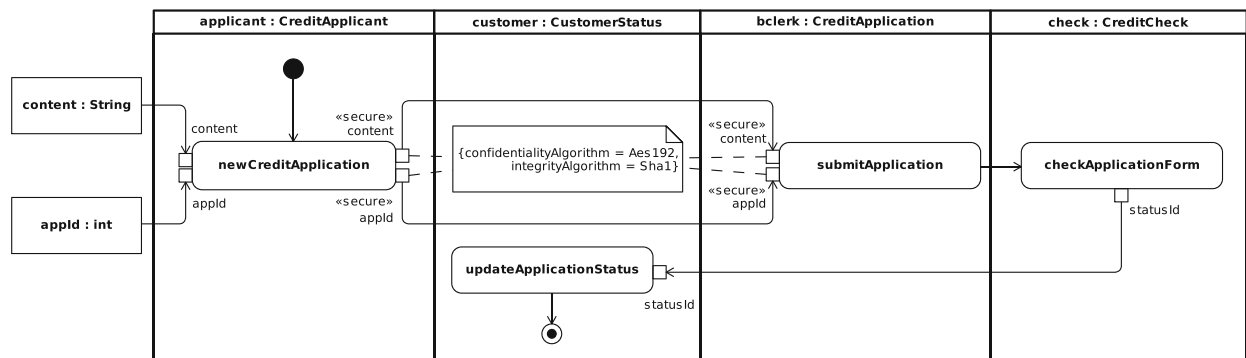 applicant : CreditApplicant
customer : CustomerStatus
bclerk : CreditApplication
check : CreditCheck
content : String
content
«secure»
content
«secure»
content
{confidentialityAlgorithm = Aes192,
integrityAlgorithm = Sha1}
newCreditApplication
submitApplication
checkApplicationForm
appId
«secure»
appId
«secure»
appId
statusId
appId : int
updateApplicationStatus
statusId